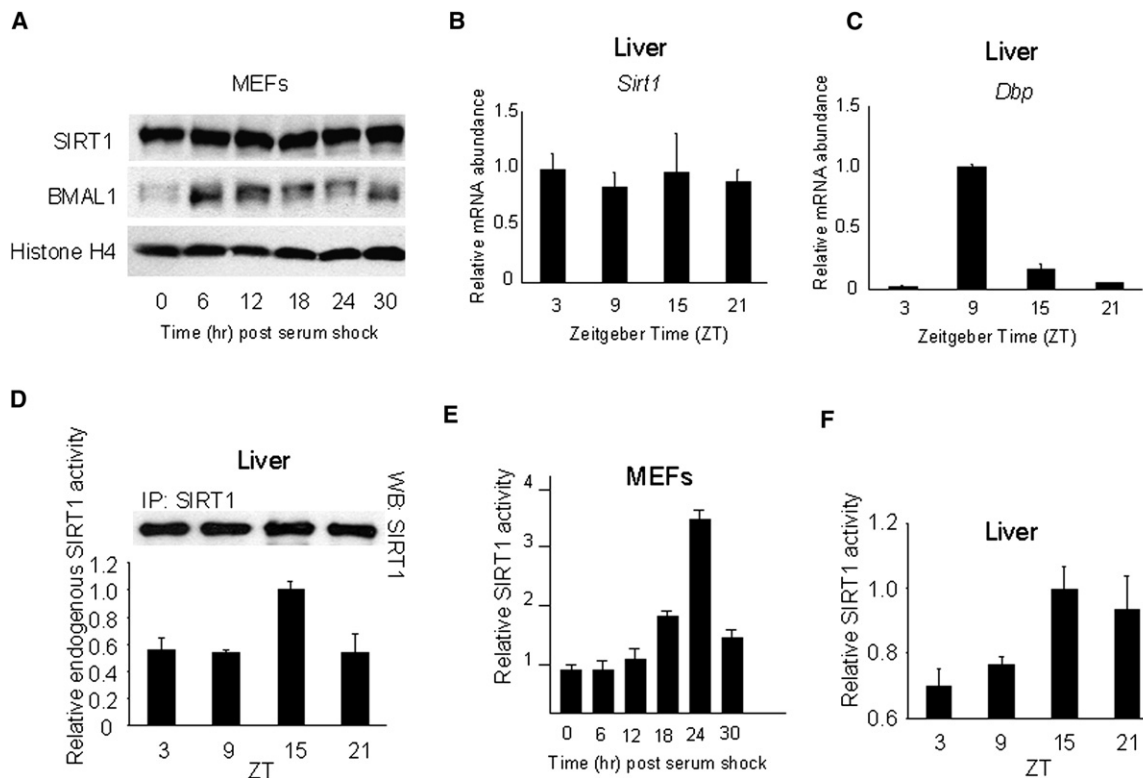 A
MEFs
SIRT1
BMAL1
Histone H4
0 6 12 18 24 30
Time (hr) post serum shock
B
Liver
Sirt1
Relative mRNA abundance
1.5
1.0
0.5
0
3 9 15 21
Zeitgeber Time (ZT)
C
Liver
Dbp
Relative mRNA abundance
1.5
1.0
0.5
0
3 9 15 21
Zeitgeber Time (ZT)
D
Relative endogenous SIRT1 activity
Liver
IP: SIRT1
WB: SIRT1
1.2
1.0
0.8
0.6
0.4
0.2
0
3 9 15 21
ZT
E
MEFs
Relative SIRT1 activity
4
3
2
1
0 6 12 18 24 30
Time (hr) post serum shock
F
Liver
Relative SIRT1 activity
1.2
1.0
0.8
0.6
3 9 15 21
ZT